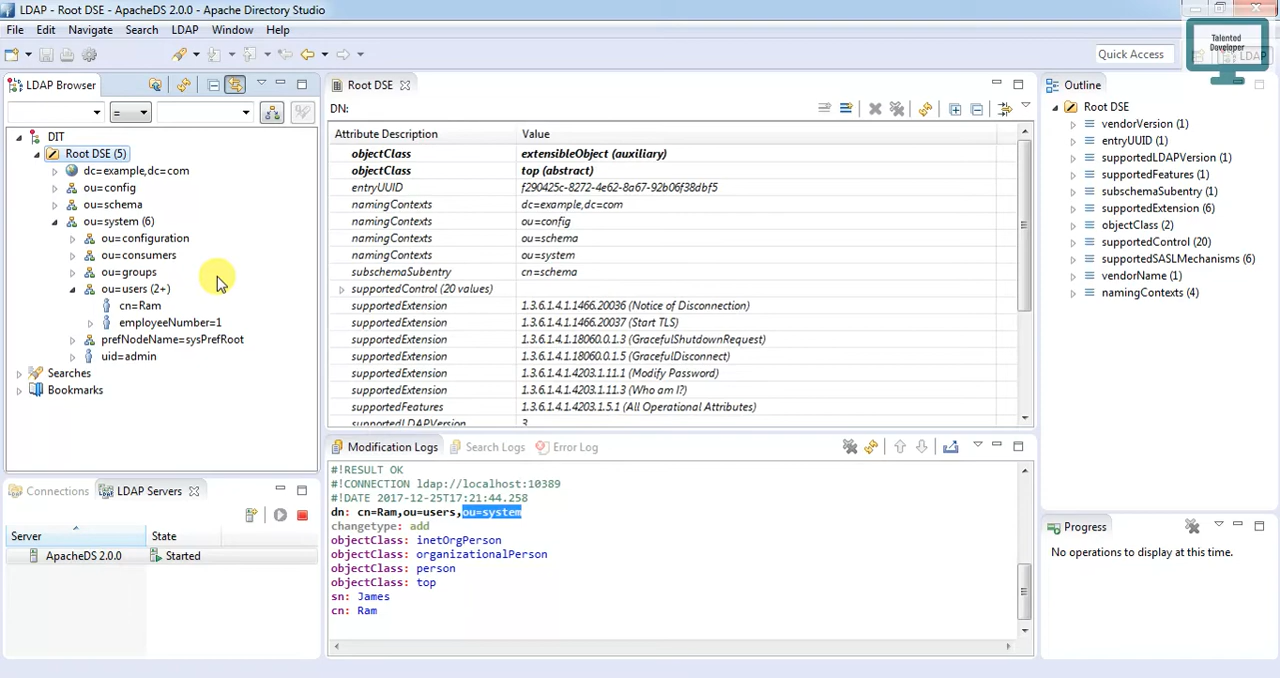 LDAP - Root DSE - ApacheDS 2.0.0 - Apache Directory Studio
File Edit Navigate Search LDAP Window Help
Quick Access
Talented
Developer
LDAP
LDAP Browser
=
DIT
Root DSE (5)
dc=example,dc=com
ou=config
ou=schema
ou=system (6)
ou=configuration
ou=consumers
ou=groups
ou=users (2+)
cn=Ram
employeeNumber=1
prefNodeName=sysPrefRoot
uid=admin
Searches
Bookmarks
Connections LDAP Servers
Server State
ApacheDS 2.0.0 Started
Root DSE
DN:
Attribute Description Value
objectClass extensibleObject (auxiliary)
objectClass top (abstract)
entryUUID f290425c-8272-4e62-8a67-92b06f38dbf5
namingContexts dc=example,dc=com
namingContexts ou=config
namingContexts ou=schema
namingContexts ou=system
subschemaSubentry cn=schema
supportedControl (20 values)
supportedExtension 1.3.6.1.4.1.1466.20036 (Notice of Disconnection)
supportedExtension 1.3.6.1.4.1.1466.20037 (Start TLS)
supportedExtension 1.3.6.1.4.1.18060.0.1.3 (GracefulShutdownRequest)
supportedExtension 1.3.6.1.4.1.18060.0.1.5 (GracefulDisconnect)
supportedExtension 1.3.6.1.4.1.4203.1.11.1 (Modify Password)
supportedExtension 1.3.6.1.4.1.4203.1.11.3 (Who am I?)
supportedFeatures 1.3.6.1.4.1.4203.1.5.1 (All Operational Attributes)
supportedLDAPVersion 3
Modification Logs Search Logs Error Log
#!RESULT OK
#!CONNECTION ldap://localhost:10389
#!DATE 2017-12-25T17:21:44.258
dn: cn=Ram,ou=users,ou=system
changetype: add
objectClass: inetOrgPerson
objectClass: organizationalPerson
objectClass: person
objectClass: top
sn: James
cn: Ram
Outline
Root DSE
vendorVersion (1)
entryUUID (1)
supportedLDAPVersion (1)
supportedFeatures (1)
subschemaSubentry (1)
supportedExtension (6)
objectClass (2)
supportedControl (20)
supportedSASLMechanisms (6)
vendorName (1)
namingContexts (4)
Progress
No operations to display at this time.